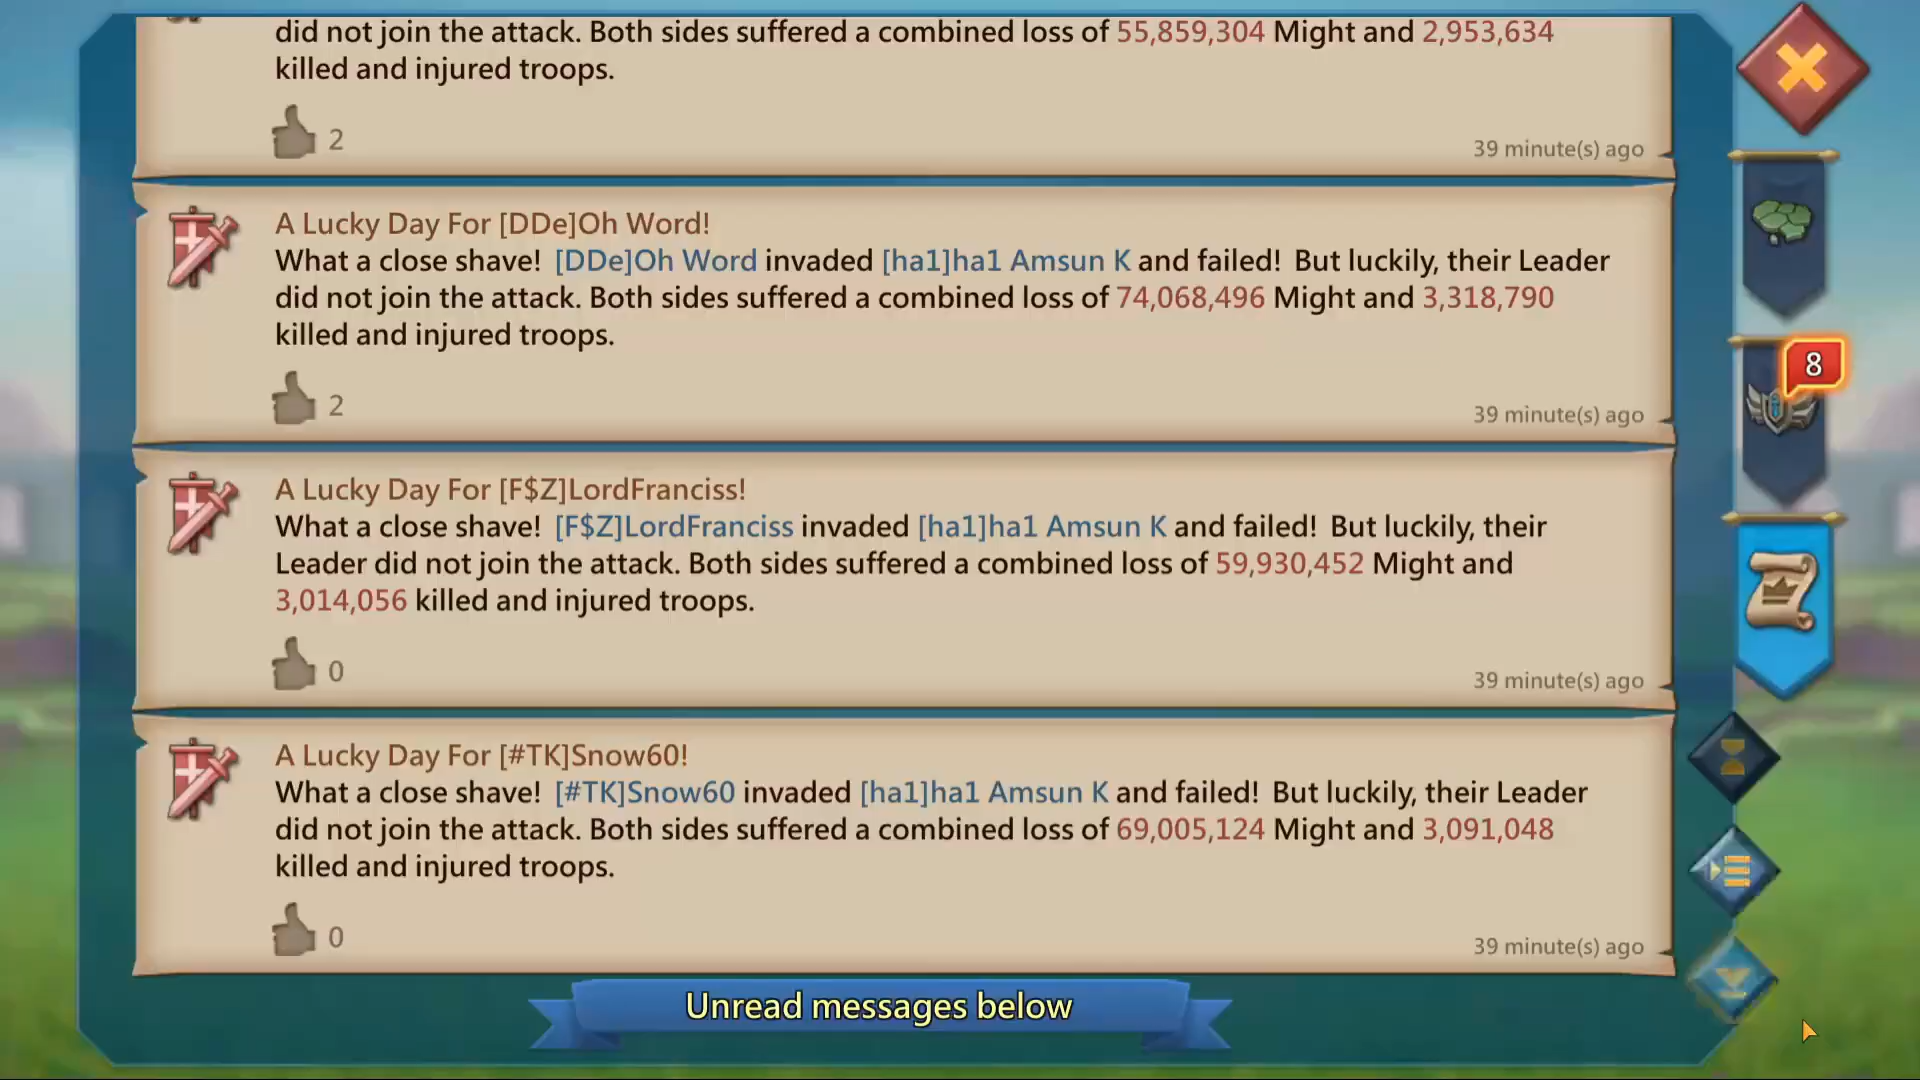 did not join the attack. Both sides suffered a combined loss of 55,859,304 Might and 2,953,634
killed and injured troops.
2
39 minute(s) ago
A Lucky Day For [DDe]Oh Word!
What a close shave! [DDe]Oh Word invaded [ha1]ha1 Amsun K and failed! But luckily, their Leader
did not join the attack. Both sides suffered a combined loss of 74,068,496 Might and 3,318,790
killed and injured troops.
2
39 minute(s) ago
8
A Lucky Day For [F$Z]LordFranciss!
What a close shave! [F$Z]LordFranciss invaded [ha1]ha1 Amsun K and failed! But luckily, their
Leader did not join the attack. Both sides suffered a combined loss of 59,930,452 Might and
3,014,056 killed and injured troops.
0
39 minute(s) ago
A Lucky Day For [#TK]Snow60!
What a close shave! [#TK]Snow60 invaded [ha1]ha1 Amsun K and failed! But luckily, their Leader
did not join the attack. Both sides suffered a combined loss of 69,005,124 Might and 3,091,048
killed and injured troops.
0
39 minute(s) ago
Unread messages below